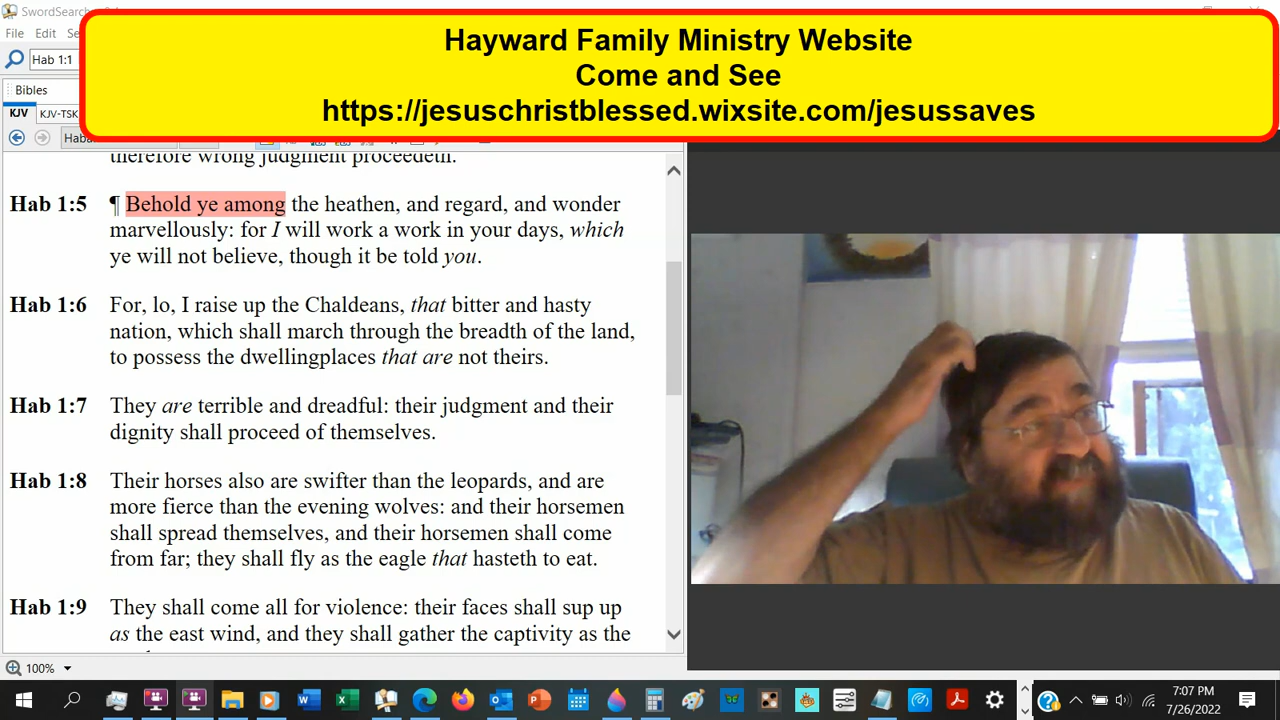 SwordSearch
File Edit Se
Hayward Family Ministry Website
Come and See
https://jesuschristblessed.wixsite.com/jesussaves
Hab 1:1
Bibles
KJV KJV-TSK
Haba
therefore wrong judgment proceedeth.
Hab 1:5 ¶ Behold ye among the heathen, and regard, and wonder
marvellously: for I will work a work in your days, which
ye will not believe, though it be told you.
Hab 1:6 For, lo, I raise up the Chaldeans, that bitter and hasty
nation, which shall march through the breadth of the land,
to possess the dwellingplaces that are not theirs.
Hab 1:7 They are terrible and dreadful: their judgment and their
dignity shall proceed of themselves.
Hab 1:8 Their horses also are swifter than the leopards, and are
more fierce than the evening wolves: and their horsemen
shall spread themselves, and their horsemen shall come
from far; they shall fly as the eagle that hasteth to eat.
Hab 1:9 They shall come all for violence: their faces shall sup up
as the east wind, and they shall gather the captivity as the
100%
7:07 PM
7/26/2022